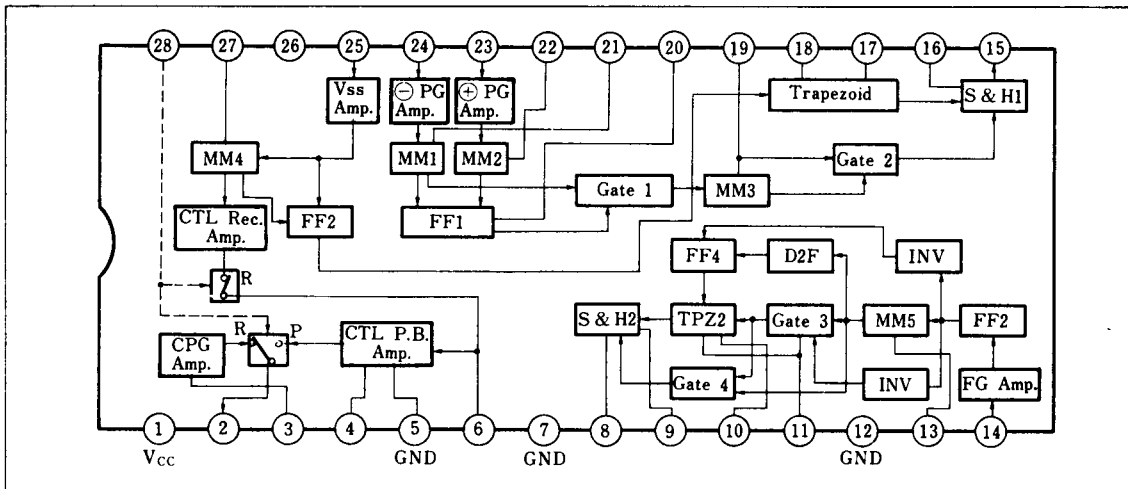 28 27 26 25 24 23 22 21 20 19 18 17 16 15
Vss Amp.
⊖ PG Amp.
⊕ PG Amp.
Trapezoid
S & H1
MM4
MM1
MM2
Gate 2
Gate 1
MM3
CTL Rec. Amp.
FF2
FF1
FF4
D2F
INV
R
S & H2
TPZ2
Gate 3
MM5
FF2
R
P
CPG Amp.
CTL P.B. Amp.
Gate 4
INV
FG Amp.
1 2 3 4 5 6 7 8 9 10 11 12 13 14
Vcc
GND
GND
GND